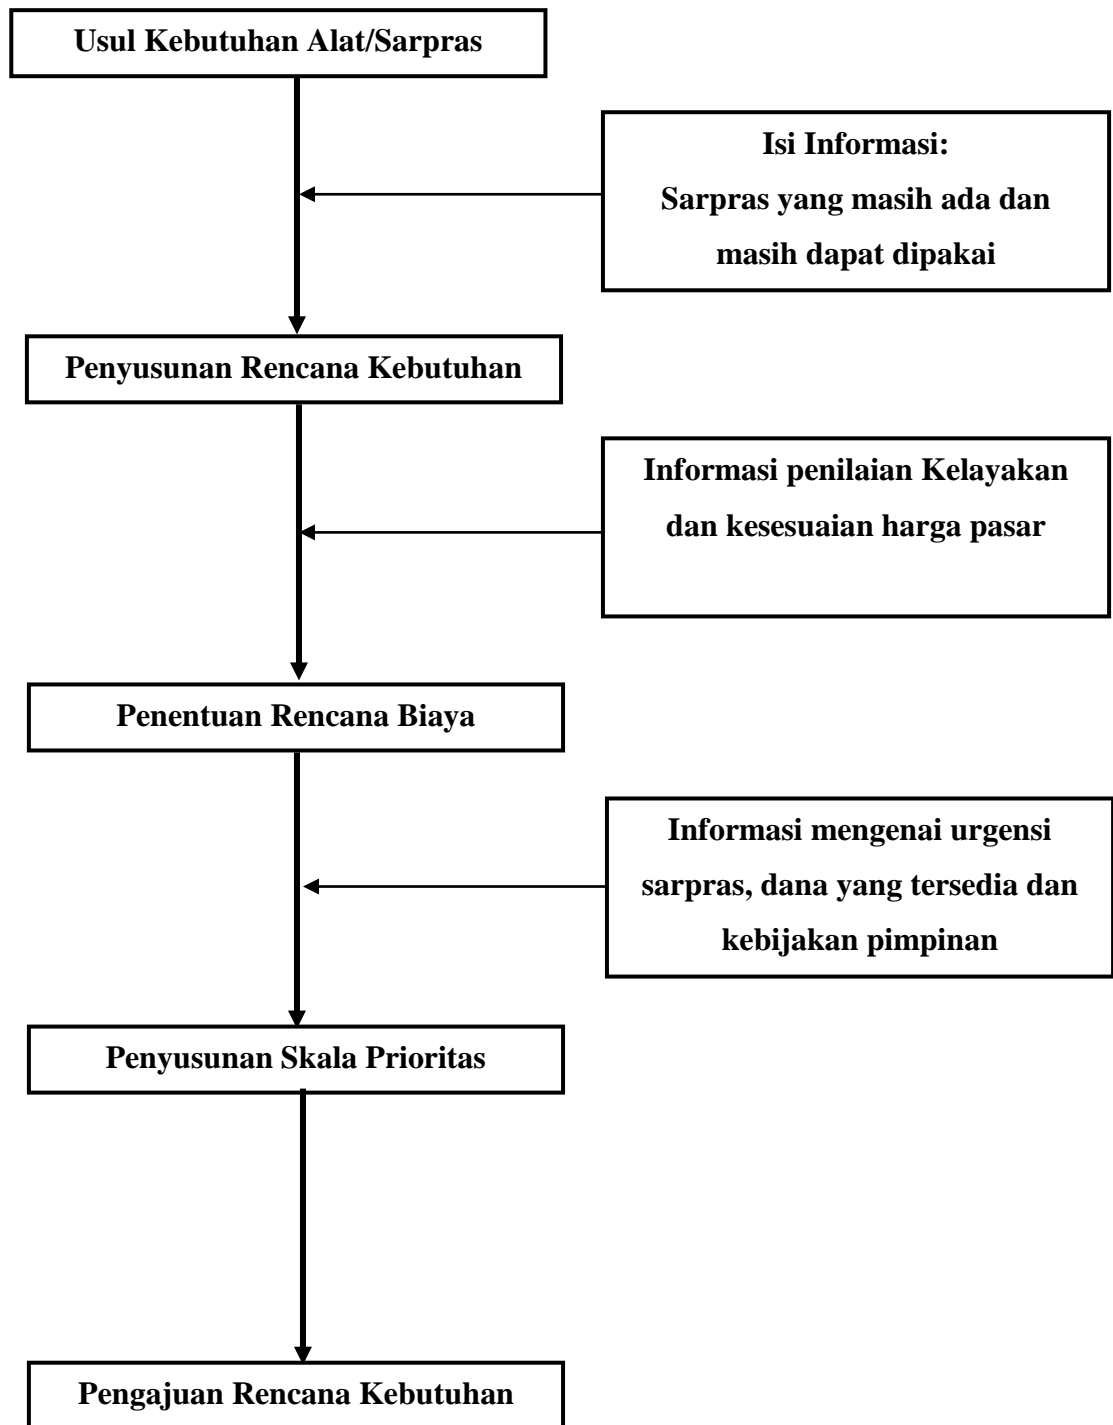 Usul Kebutuhan Alat/Sarpras
Isi Informasi:
Sarpras yang masih ada dan
masih dapat dipakai
Penyusunan Rencana Kebutuhan
Informasi penilaian Kelayakan
dan kesesuaian harga pasar
Penentuan Rencana Biaya
Informasi mengenai urgensi
sarpras, dana yang tersedia dan
kebijakan pimpinan
Penyusunan Skala Prioritas
Pengajuan Rencana Kebutuhan